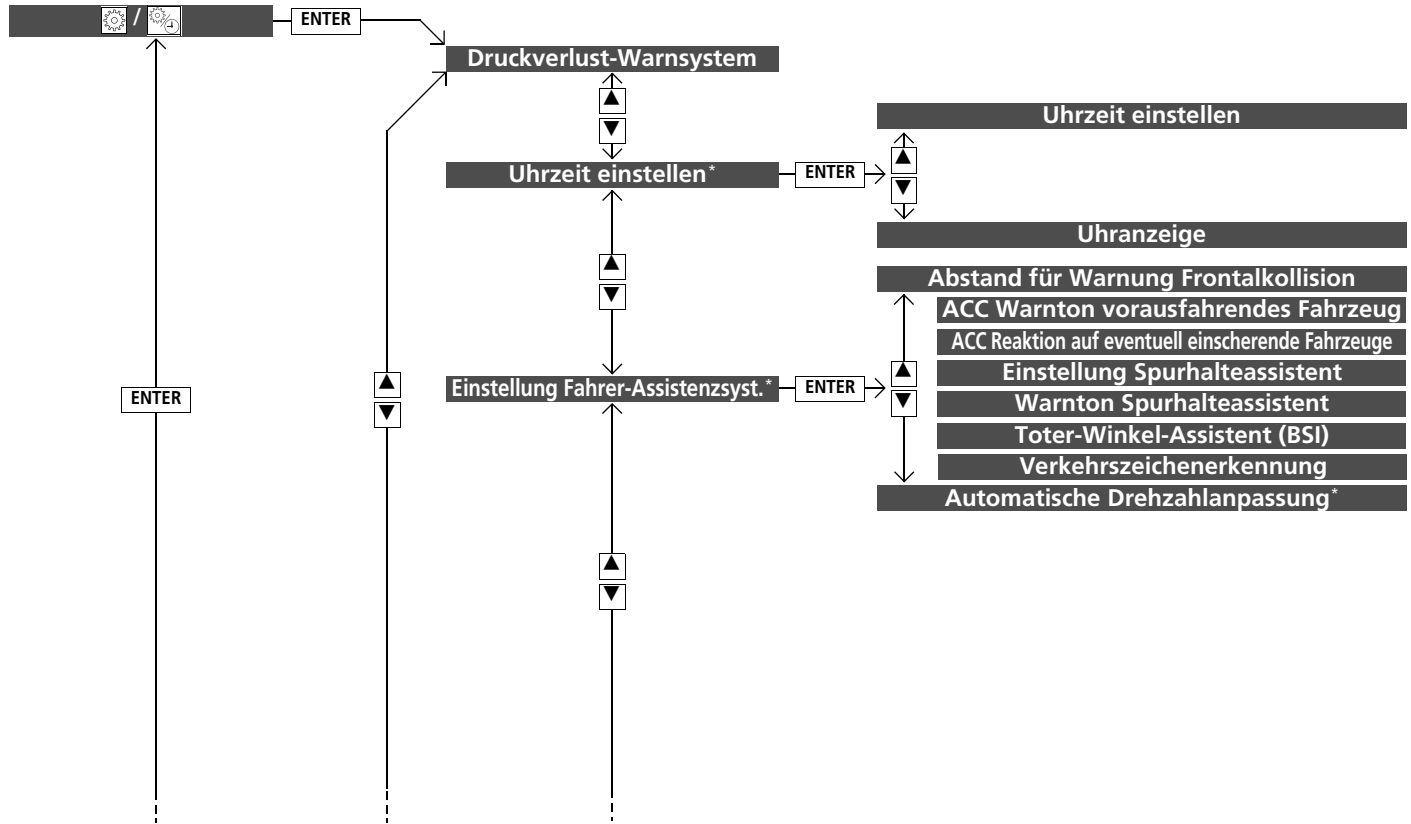 /
ENTER
Druckverlust-Warnsystem
▲
▼
Uhrzeit einstellen*
ENTER
Uhrzeit einstellen
▲
▼
Uhranzeige
▲
▼
Einstellung Fahrer-Assistenzsyst.*
ENTER
Abstand für Warnung Frontalkollision
ACC Warnton vorausfahrendes Fahrzeug
ACC Reaktion auf eventuell einscherende Fahrzeuge
Einstellung Spurhalteassistent
▲
▼
Warnton Spurhalteassistent
Toter-Winkel-Assistent (BSI)
Verkehrszeichenerkennung
Automatische Drehzahlanpassung*
ENTER
▲
▼
▲
▼